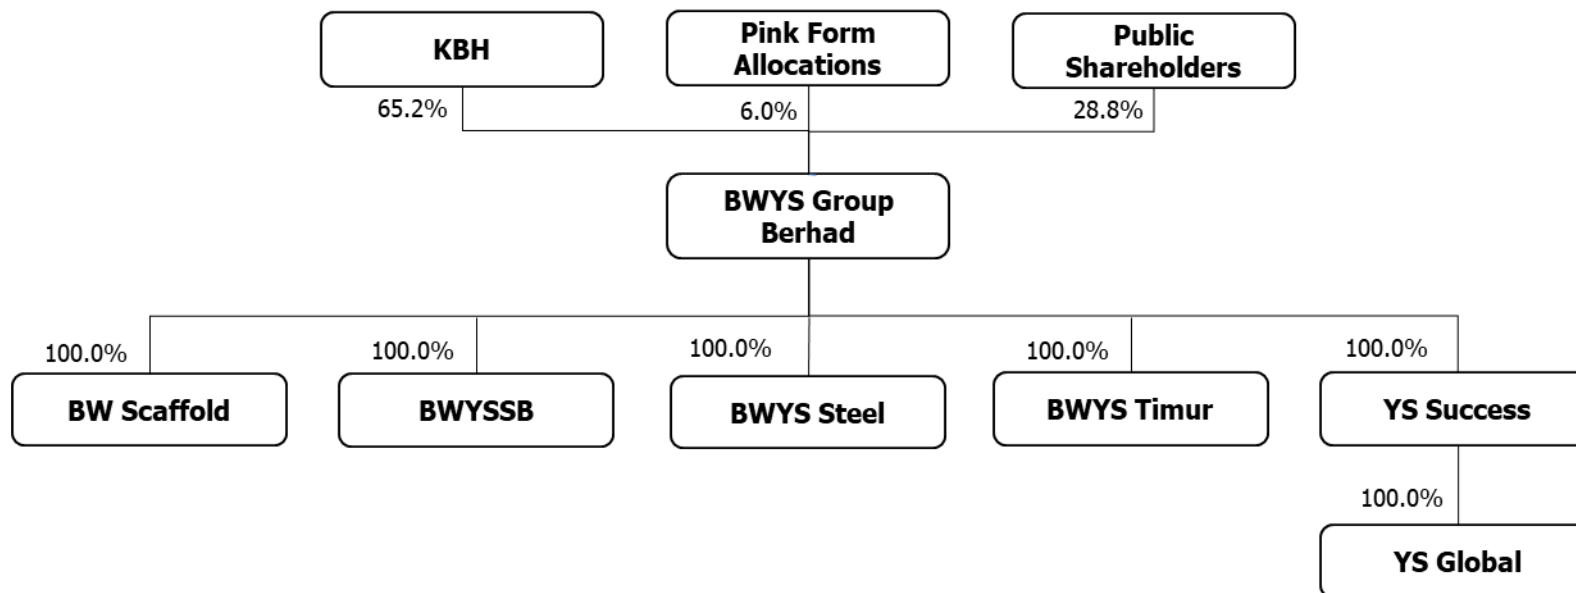 KBH
Pink Form
Allocations
Public
Shareholders
65.2%
6.0%
28.8%
BWYS Group
Berhad
100.0%
100.0%
100.0%
100.0%
100.0%
BW Scaffold
BWYSSB
BWYS Steel
BWYS Timur
YS Success
100.0%
YS Global